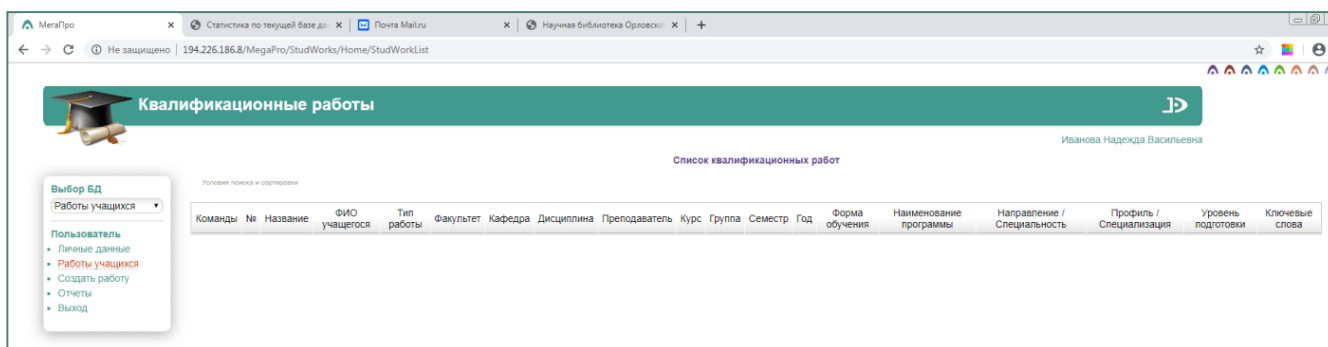 МегаПро
Статистика по текущей базе дан
Почта Mail.ru
Научная библиотека Орловско
Не защищено | 194.226.186.8/MegaPro/StudWorks/Home/StudWorkList
Квалификационные работы
Иванова Надежда Васильевна
Список квалификационных работ
Выбор БД
Работы учащихся
Пользователь
Личные данные
Работы учащихся
Создать работу
Отчеты
Выход
Условия поиска и сортировки
Команды № Название ФИО учащегося Тип работы Факультет Кафедра Дисциплина Преподаватель Курс Группа Семестр Год Форма обучения Наименование программы Направление / Специальность Профиль / Специализация Уровень подготовки Ключевые слова